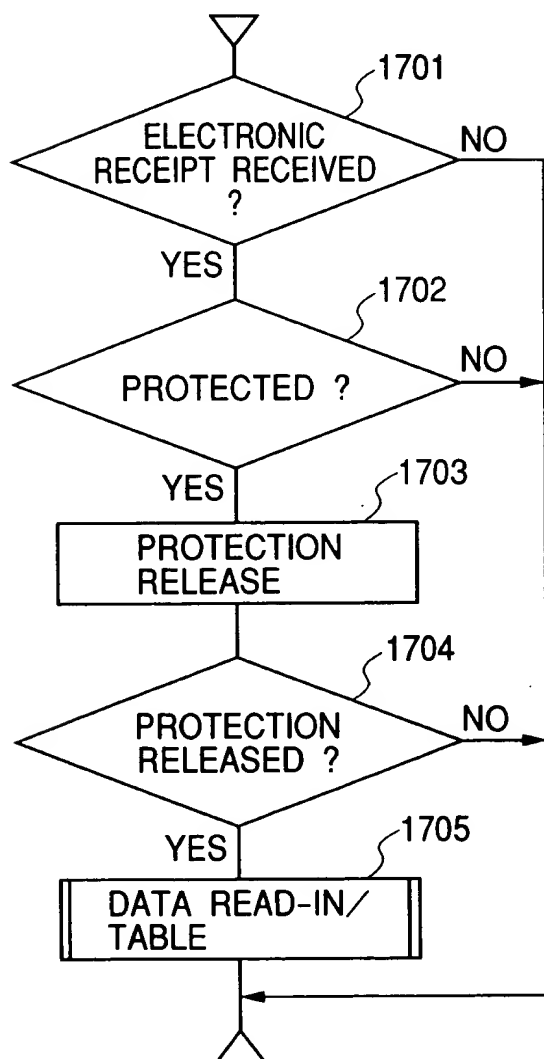 1701
ELECTRONIC
RECEIPT RECEIVED
?
NO
YES
1702
PROTECTED ?
NO
YES
1703
PROTECTION
RELEASE
1704
PROTECTION
RELEASED ?
NO
YES
1705
DATA READ-IN/
TABLE